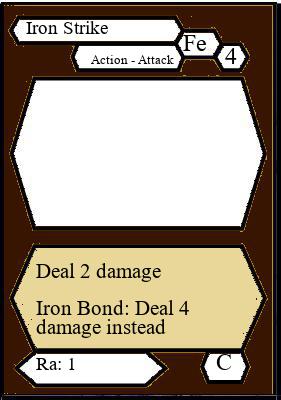 Iron Strike
Fe
4
Action - Attack
Deal 2 damage
Iron Bond: Deal 4
damage instead
Ra: 1
C